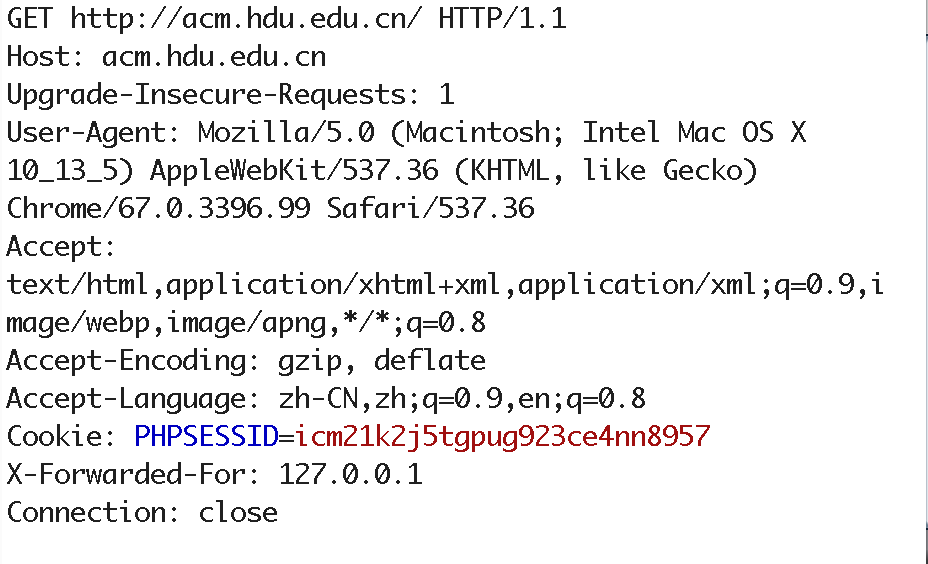 GET http://acm.hdu.edu.cn/ HTTP/1.1
Host: acm.hdu.edu.cn
Upgrade-Insecure-Requests: 1
User-Agent: Mozilla/5.0 (Macintosh; Intel Mac OS X
10_13_5) AppleWebKit/537.36 (KHTML, like Gecko)
Chrome/67.0.3396.99 Safari/537.36
Accept:
text/html,application/xhtml+xml,application/xml;q=0.9,i
mage/webp,image/apng,*/*;q=0.8
Accept-Encoding: gzip, deflate
Accept-Language: zh-CN,zh;q=0.9,en;q=0.8
Cookie: PHPSESSID=icm21k2j5tgpug923ce4nn8957
X-Forwarded-For: 127.0.0.1
Connection: close